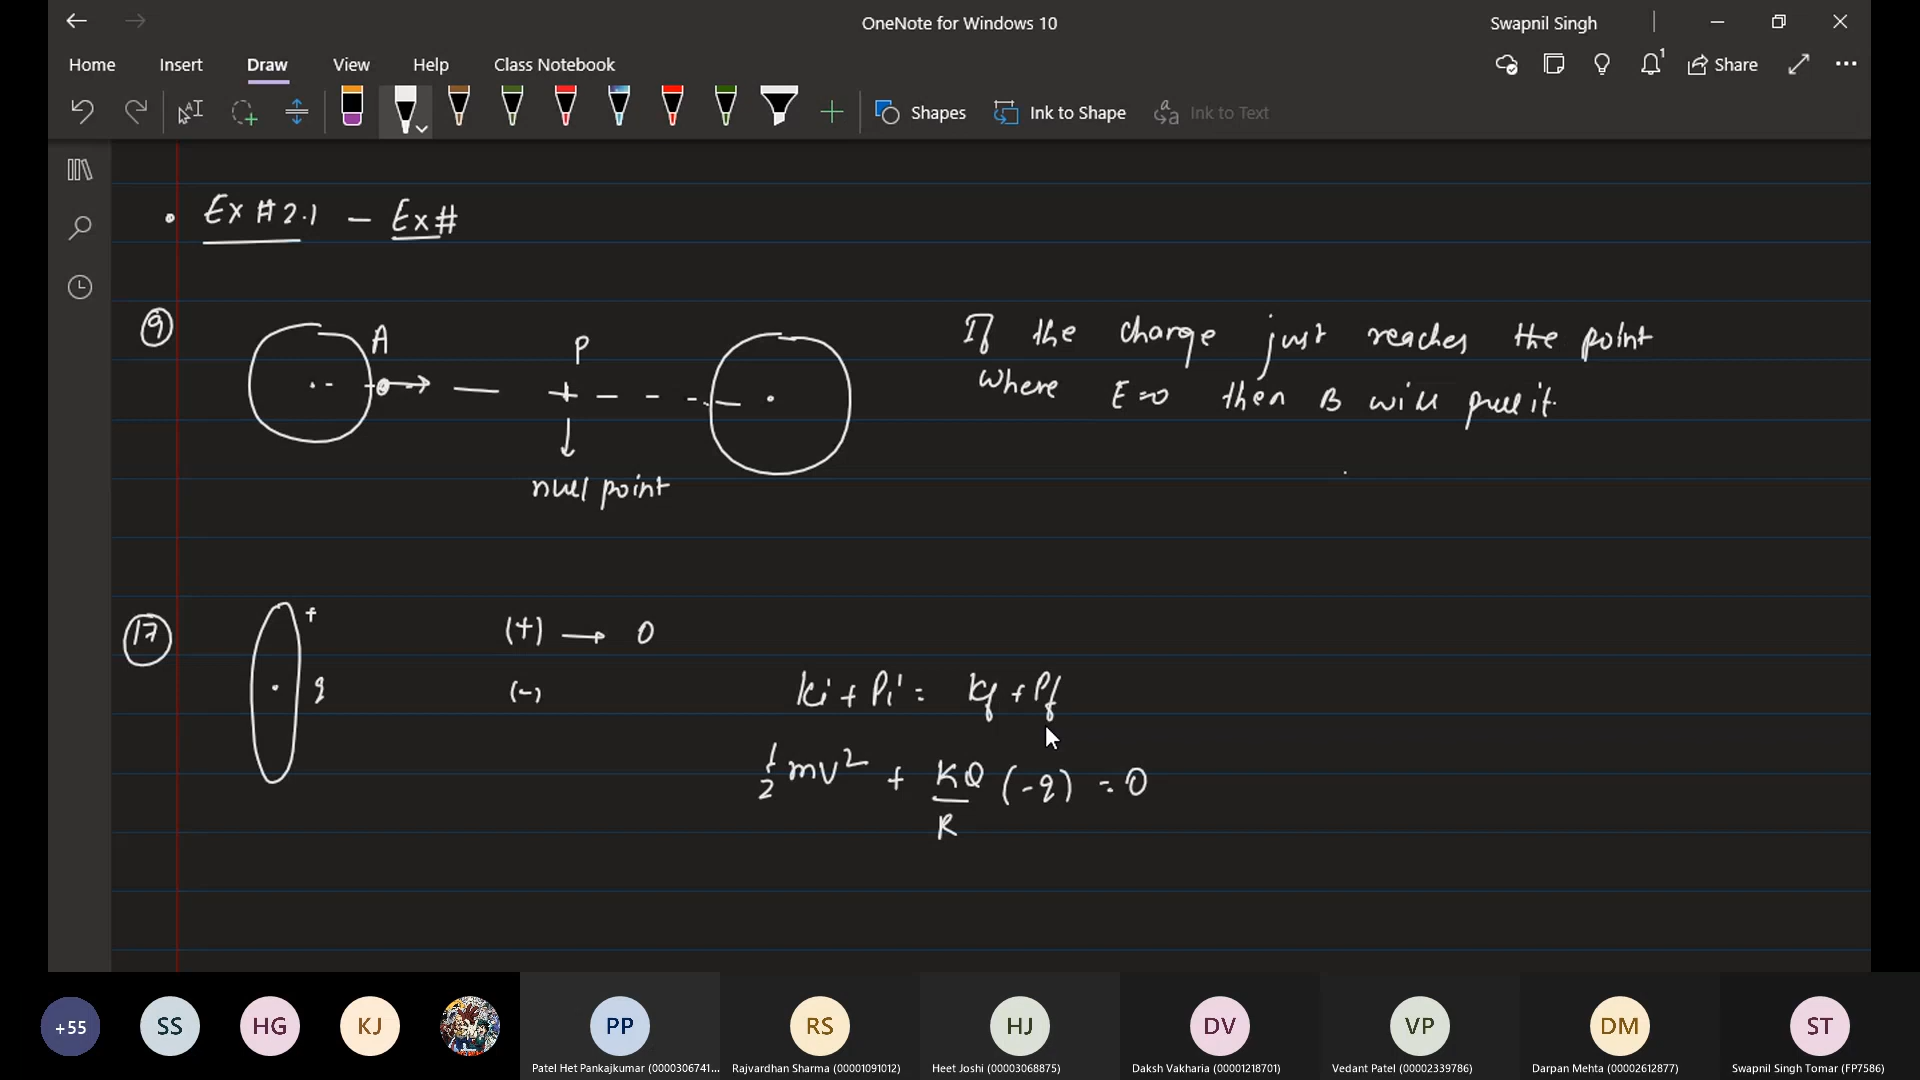 OneNote for Windows 10
Swapnil Singh
Home Insert Draw View Help Class Notebook
1
Share
Shapes Ink to Shape Ink to Text
• Ex # 2.1 – Ex#
9
A
P
null point
If the charge just reaches the point
where E=0 then B will pull it.
17
+
q
(+) → 0
(-)
Ki + Pi = Kf + Pf
1/2 mv² + KQ/R (-q) = 0
+55 SS HG KJ PP RS HJ DV VP DM ST
Patel Het Pankajkumar (0000306741...
Rajvardhan Sharma (00001091012)
Heet Joshi (00003068875)
Daksh Vakharia (00001218701)
Vedant Patel (00002339786)
Darpan Mehta (00002612877)
Swapnil Singh Tomar (FP7586)